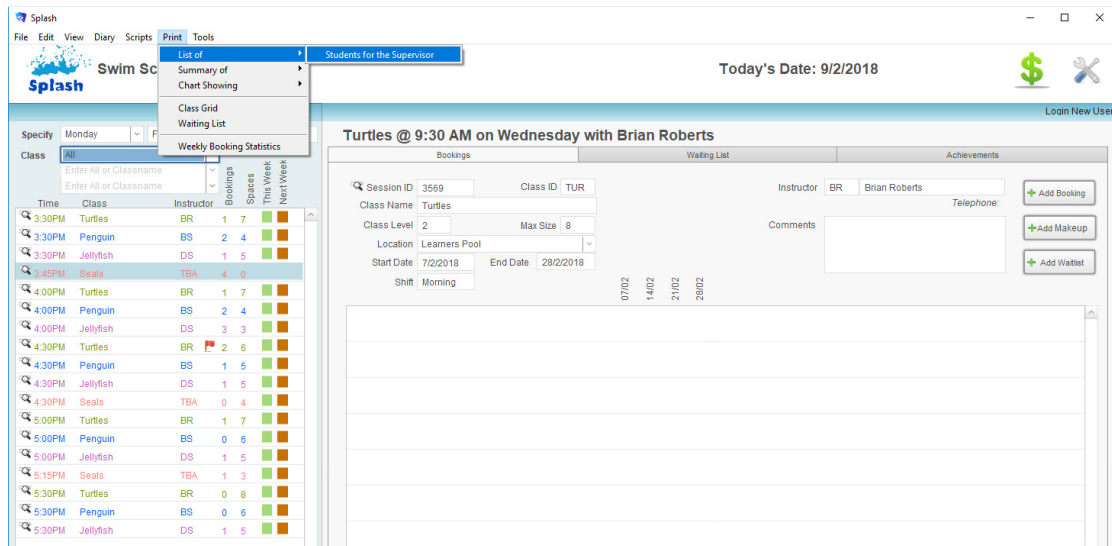 Splash
File Edit View Diary Scripts Print Tools
List of
Students for the Supervisor
Summary of
Chart Showing
Class Grid
Waiting List
Weekly Booking Statistics
Splash
Swim Sc
Today's Date: 9/2/2018
Login New User
Specify Monday F
Class All
Enter All or Classname
Enter All or Classname
Time Class Instructor Bookings Spaces This Week Next Week
3:30PM Turtles BR 1 7
3:30PM Penguin BS 2 4
3:30PM Jellyfish DS 1 5
3:45PM Seals TBA 4 0
4:00PM Turtles BR 1 7
4:00PM Penguin BS 2 4
4:00PM Jellyfish DS 3 3
4:30PM Turtles BR 2 6
4:30PM Penguin BS 1 5
4:30PM Jellyfish DS 1 5
4:30PM Seals TBA 0 4
5:00PM Turtles BR 1 7
5:00PM Penguin BS 0 6
5:00PM Jellyfish DS 1 5
5:15PM Seals TBA 1 3
5:30PM Turtles BR 0 8
5:30PM Penguin BS 0 6
5:30PM Jellyfish DS 1 5
Turtles @ 9:30 AM on Wednesday with Brian Roberts
Bookings Waiting List Achievements
Session ID 3569 Class ID TUR Instructor BR Brian Roberts + Add Booking
Class Name Turtles Telephone:
Class Level 2 Max Size 8 Comments +Add Makeup
Location Learners Pool
Start Date 7/2/2018 End Date 28/2/2018 + Add Waitlist
Shift Morning
07/02 14/02 21/02 28/02